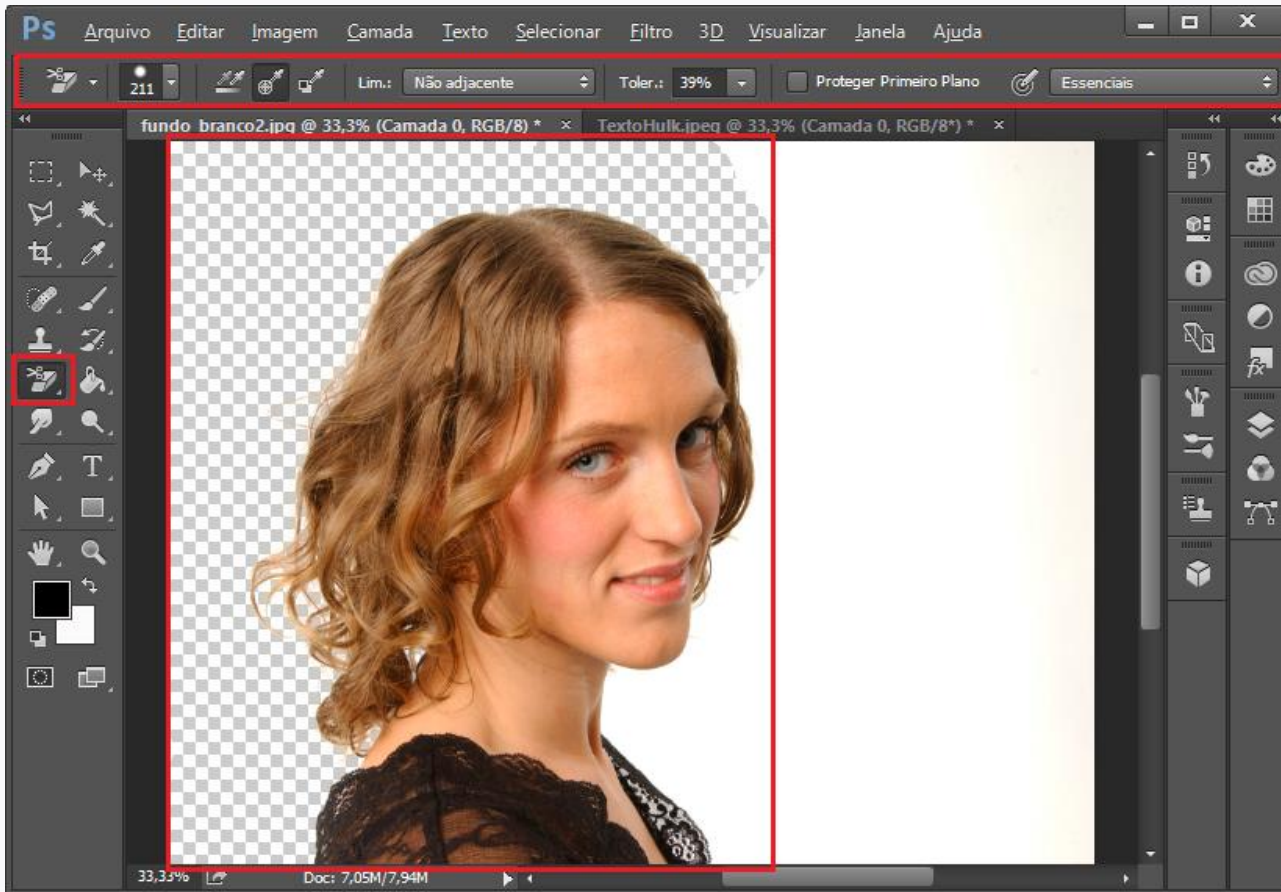 Ps Arquivo Editar Imagem Camada Texto Selecionar Filtro 3D Visualizar Janela Ajuda
211 Lim.: Não adjacente Toler.: 39% Proteger Primeiro Plano Essenciais
fundo_branco2.jpg @ 33,3% (Camada 0, RGB/8) * × TextoHulk.jpeg @ 33,3% (Camada 0, RGB/8*) * ×
T
fx
33,33% Doc: 7,05M/7,94M